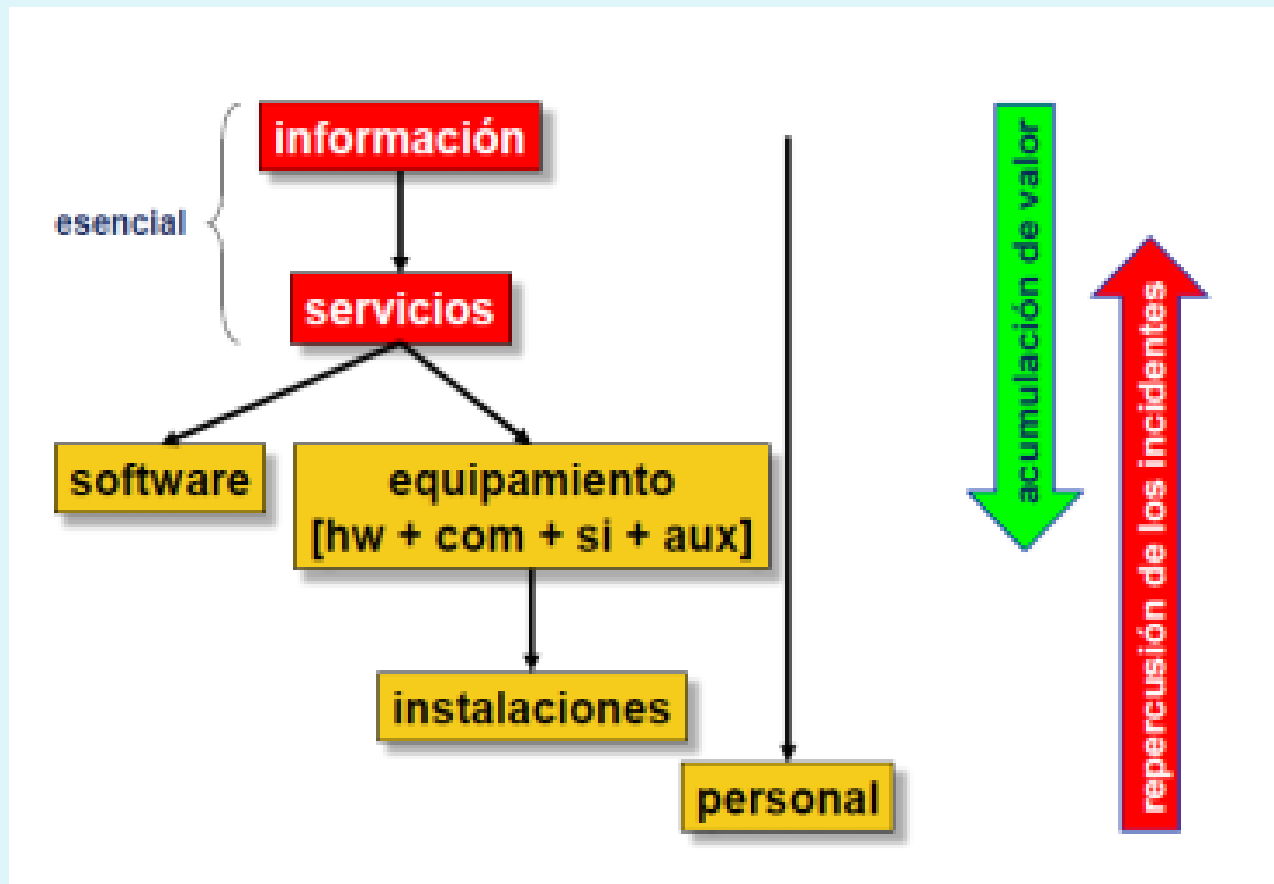 información
esencial
servicios
software
equipamiento
[hw + com + si + aux]
instalaciones
personal
acumulación de valor
repercusión de los incidentes